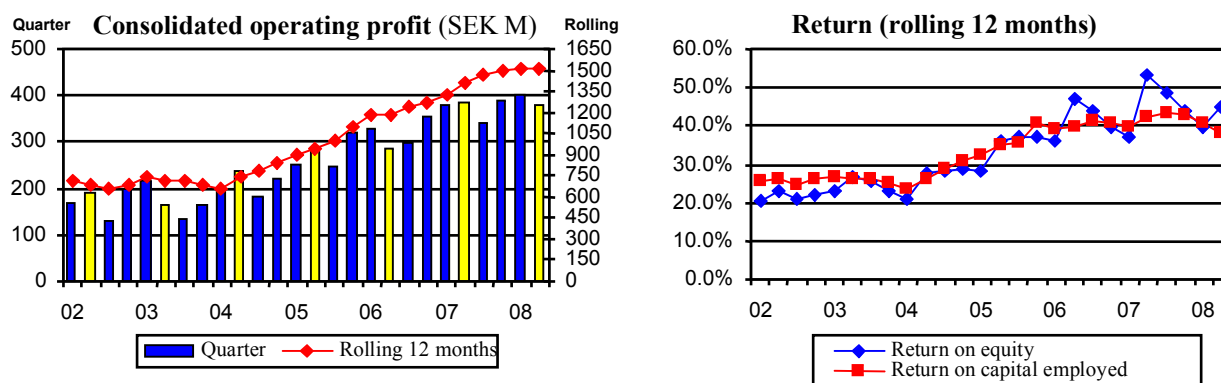 Quarter Consolidated operating profit (SEK M) Rolling
500 1650
1500
400 1350
1200
300 1050
900
200 750
600
100 450
300
150
0 0
02 03 04 05 06 07 08
Quarter Rolling 12 months
Return (rolling 12 months)
60.0%
50.0%
40.0%
30.0%
20.0%
10.0%
0.0%
02 03 04 05 06 07 08
Return on equity
Return on capital employed